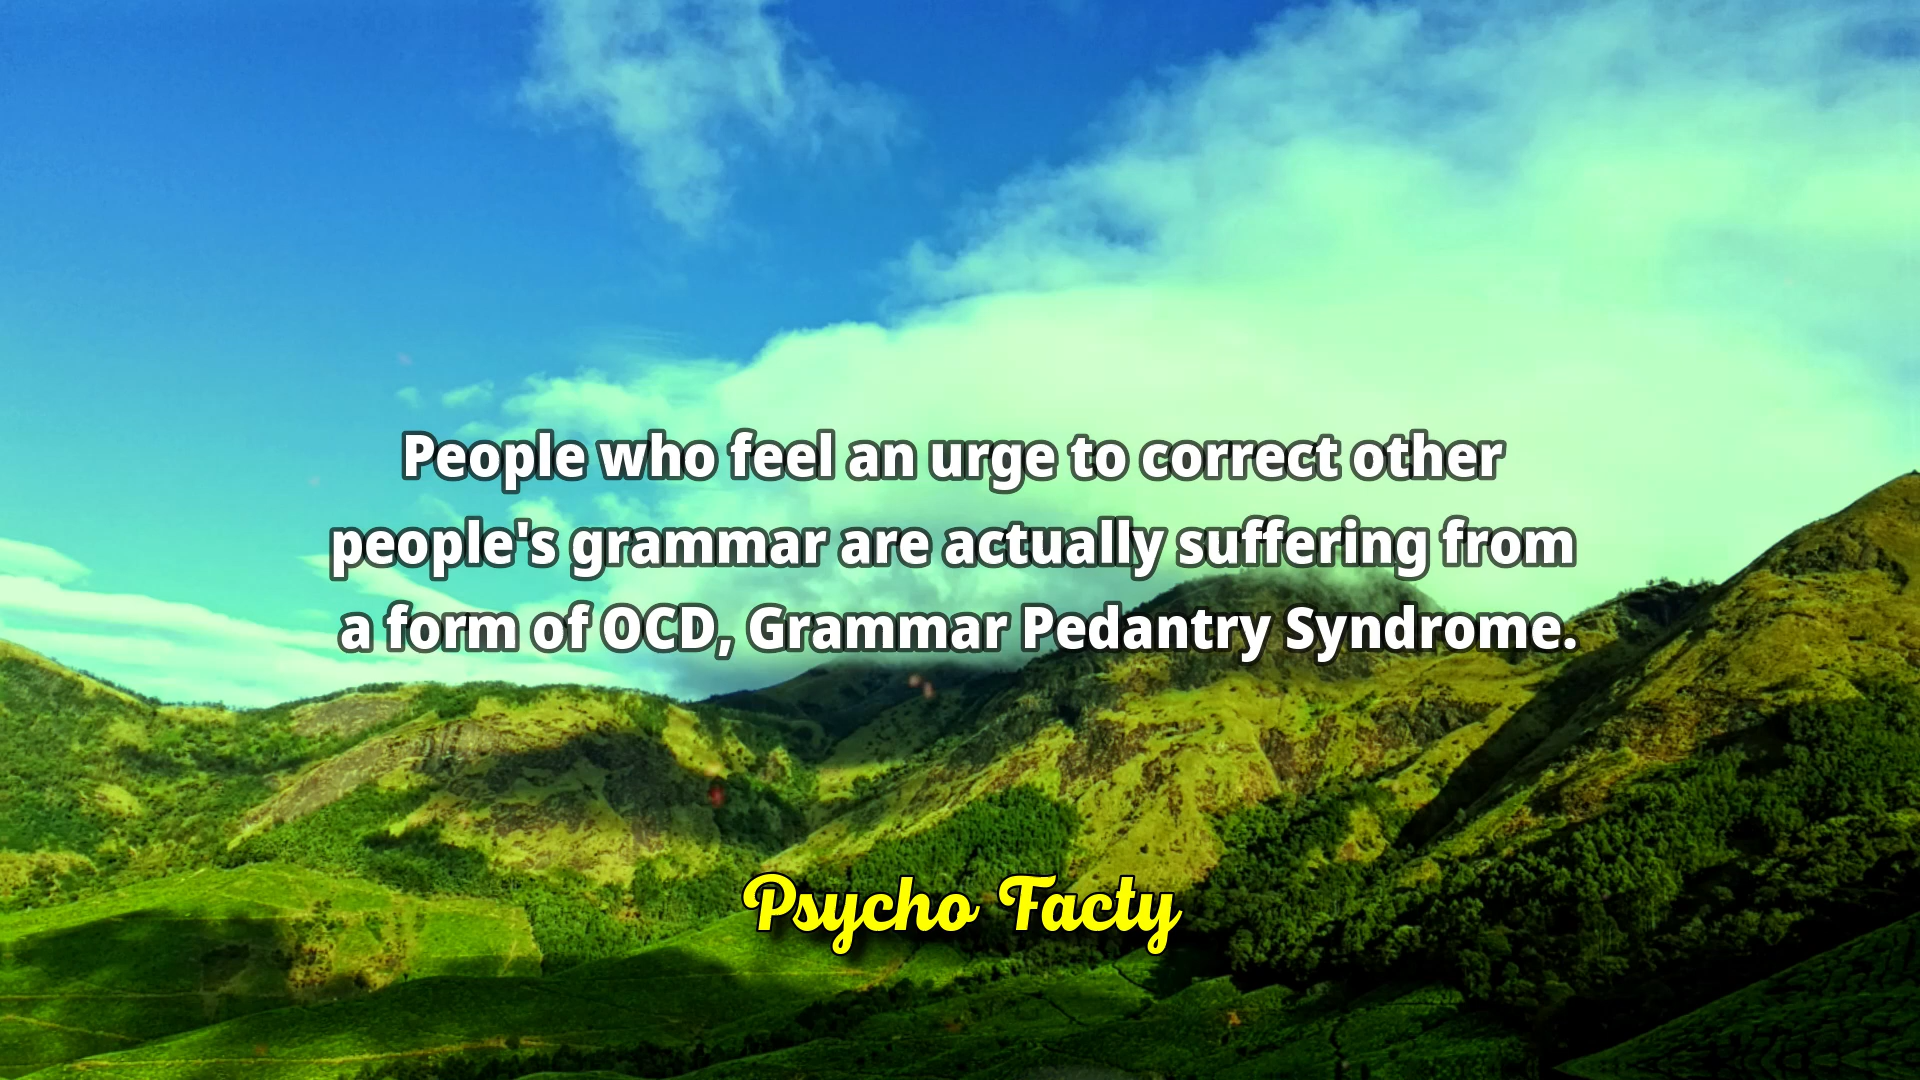 People who feel an urge to correct other
people's grammar are actually suffering from
a form of OCD, Grammar Pedantry Syndrome.
Psycho Facty